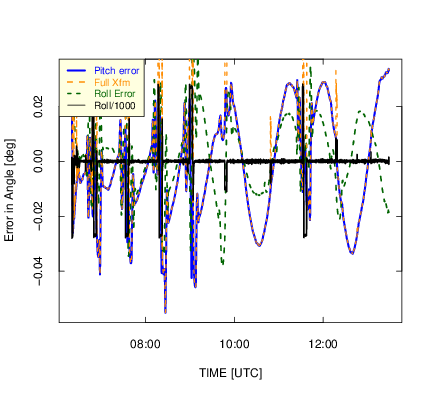 Pitch error
Full Xfm
Roll Error
Roll/1000
Error in Angle [deg]
0.02
0.00
−0.02
−0.04
08:00 10:00 12:00
TIME [UTC]